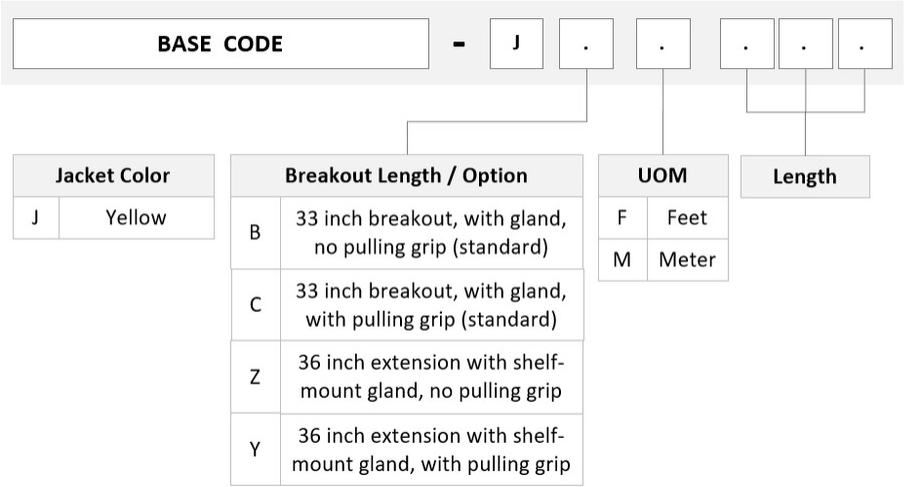 BASE CODE - J . . . . .
Jacket Color
J Yellow
Breakout Length / Option
B 33 inch breakout, with gland,
no pulling grip (standard)
C 33 inch breakout, with gland,
with pulling grip (standard)
Z 36 inch extension with shelf-
mount gland, no pulling grip
Y 36 inch extension with shelf-
mount gland, with pulling grip
UOM
F Feet
M Meter
Length